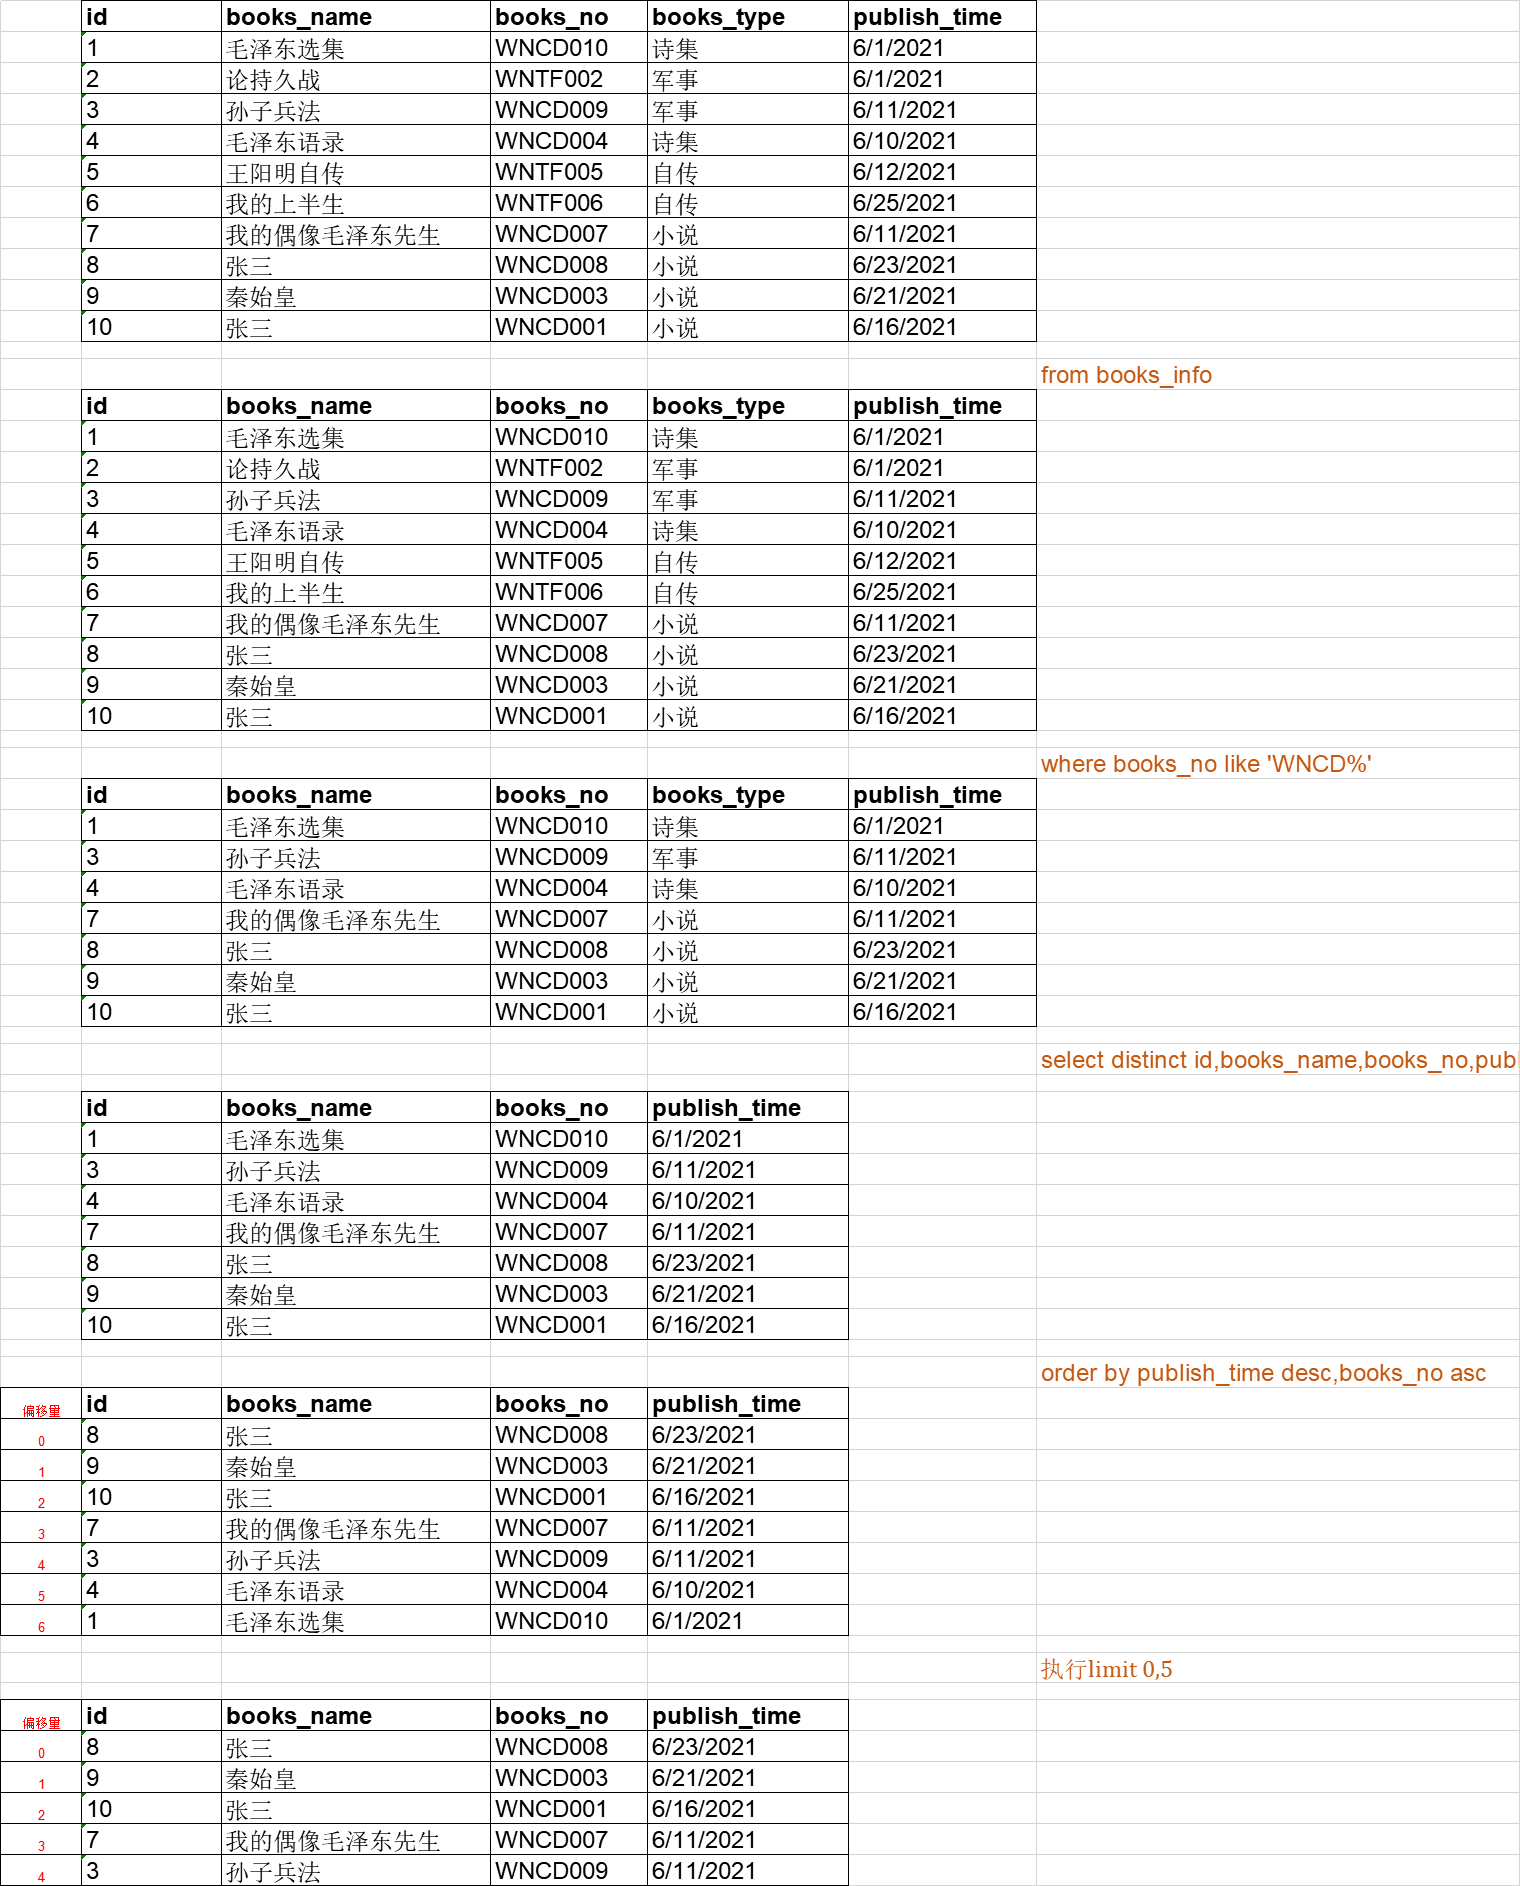 id books_name books_no books_type publish_time
1 毛泽东选集 WNCD010 诗集 6/1/2021
2 论持久战 WNTF002 军事 6/1/2021
3 孙子兵法 WNCD009 军事 6/11/2021
4 毛泽东语录 WNCD004 诗集 6/10/2021
5 王阳明自传 WNTF005 自传 6/12/2021
6 我的上半生 WNTF006 自传 6/25/2021
7 我的偶像毛泽东先生 WNCD007 小说 6/11/2021
8 张三 WNCD008 小说 6/23/2021
9 秦始皇 WNCD003 小说 6/21/2021
10 张三 WNCD001 小说 6/16/2021
from books_info
id books_name books_no books_type publish_time
1 毛泽东选集 WNCD010 诗集 6/1/2021
2 论持久战 WNTF002 军事 6/1/2021
3 孙子兵法 WNCD009 军事 6/11/2021
4 毛泽东语录 WNCD004 诗集 6/10/2021
5 王阳明自传 WNTF005 自传 6/12/2021
6 我的上半生 WNTF006 自传 6/25/2021
7 我的偶像毛泽东先生 WNCD007 小说 6/11/2021
8 张三 WNCD008 小说 6/23/2021
9 秦始皇 WNCD003 小说 6/21/2021
10 张三 WNCD001 小说 6/16/2021
where books_no like 'WNCD%'
id books_name books_no books_type publish_time
1 毛泽东选集 WNCD010 诗集 6/1/2021
3 孙子兵法 WNCD009 军事 6/11/2021
4 毛泽东语录 WNCD004 诗集 6/10/2021
7 我的偶像毛泽东先生 WNCD007 小说 6/11/2021
8 张三 WNCD008 小说 6/23/2021
9 秦始皇 WNCD003 小说 6/21/2021
10 张三 WNCD001 小说 6/16/2021
select distinct id,books_name,books_no,publ
id books_name books_no publish_time
1 毛泽东选集 WNCD010 6/1/2021
3 孙子兵法 WNCD009 6/11/2021
4 毛泽东语录 WNCD004 6/10/2021
7 我的偶像毛泽东先生 WNCD007 6/11/2021
8 张三 WNCD008 6/23/2021
9 秦始皇 WNCD003 6/21/2021
10 张三 WNCD001 6/16/2021
order by publish_time desc,books_no asc
偏移量 id books_name books_no publish_time
0 8 张三 WNCD008 6/23/2021
1 9 秦始皇 WNCD003 6/21/2021
2 10 张三 WNCD001 6/16/2021
3 7 我的偶像毛泽东先生 WNCD007 6/11/2021
4 3 孙子兵法 WNCD009 6/11/2021
5 4 毛泽东语录 WNCD004 6/10/2021
6 1 毛泽东选集 WNCD010 6/1/2021
执行limit 0,5
偏移量 id books_name books_no publish_time
0 8 张三 WNCD008 6/23/2021
1 9 秦始皇 WNCD003 6/21/2021
2 10 张三 WNCD001 6/16/2021
3 7 我的偶像毛泽东先生 WNCD007 6/11/2021
4 3 孙子兵法 WNCD009 6/11/2021